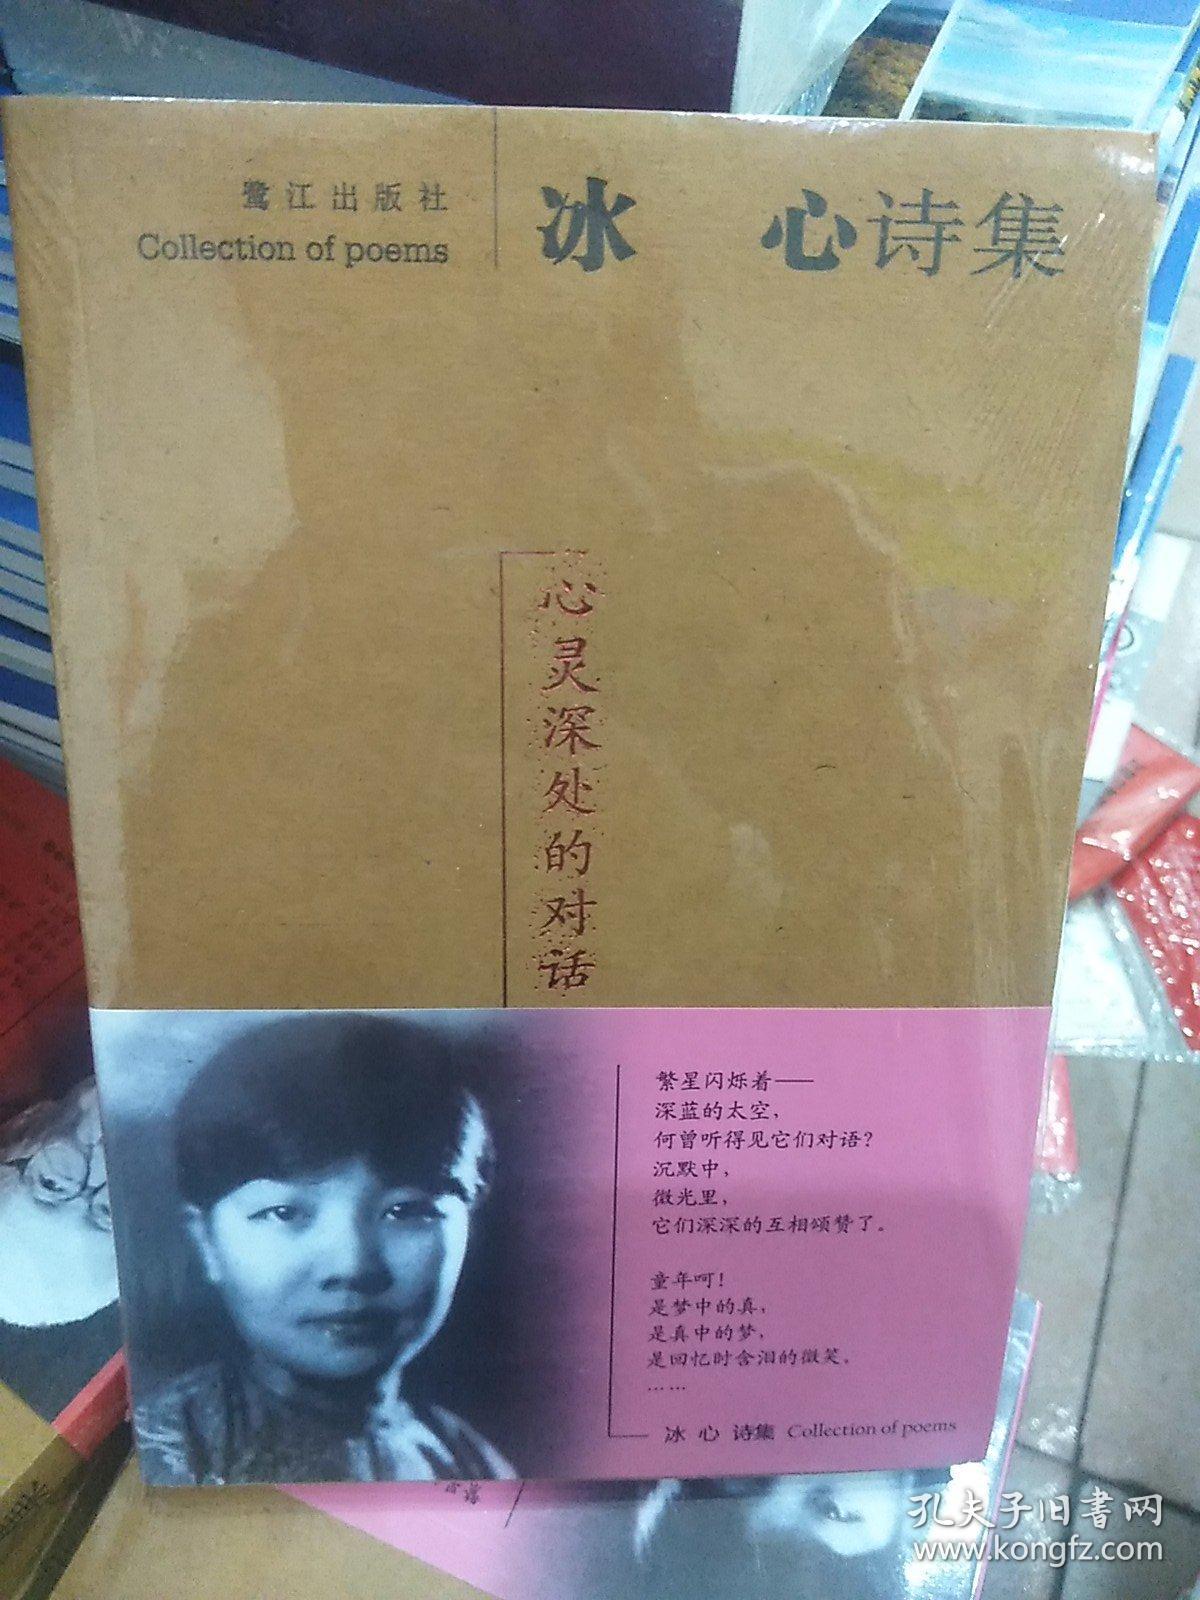 鹭江出版社
Collection of poems
冰 心诗集
心灵深处的对话
繁星闪烁着——
深蓝的太空，
何曾听得见它们对语？
沉默中，
微光里，
它们深深的互相颂赞了。
童年呵！
是梦中的真，
是真中的梦，
是回忆时含泪的微笑。
……
冰 心 诗集 Collection of poems
孔夫子旧书网
www.kongfz.com